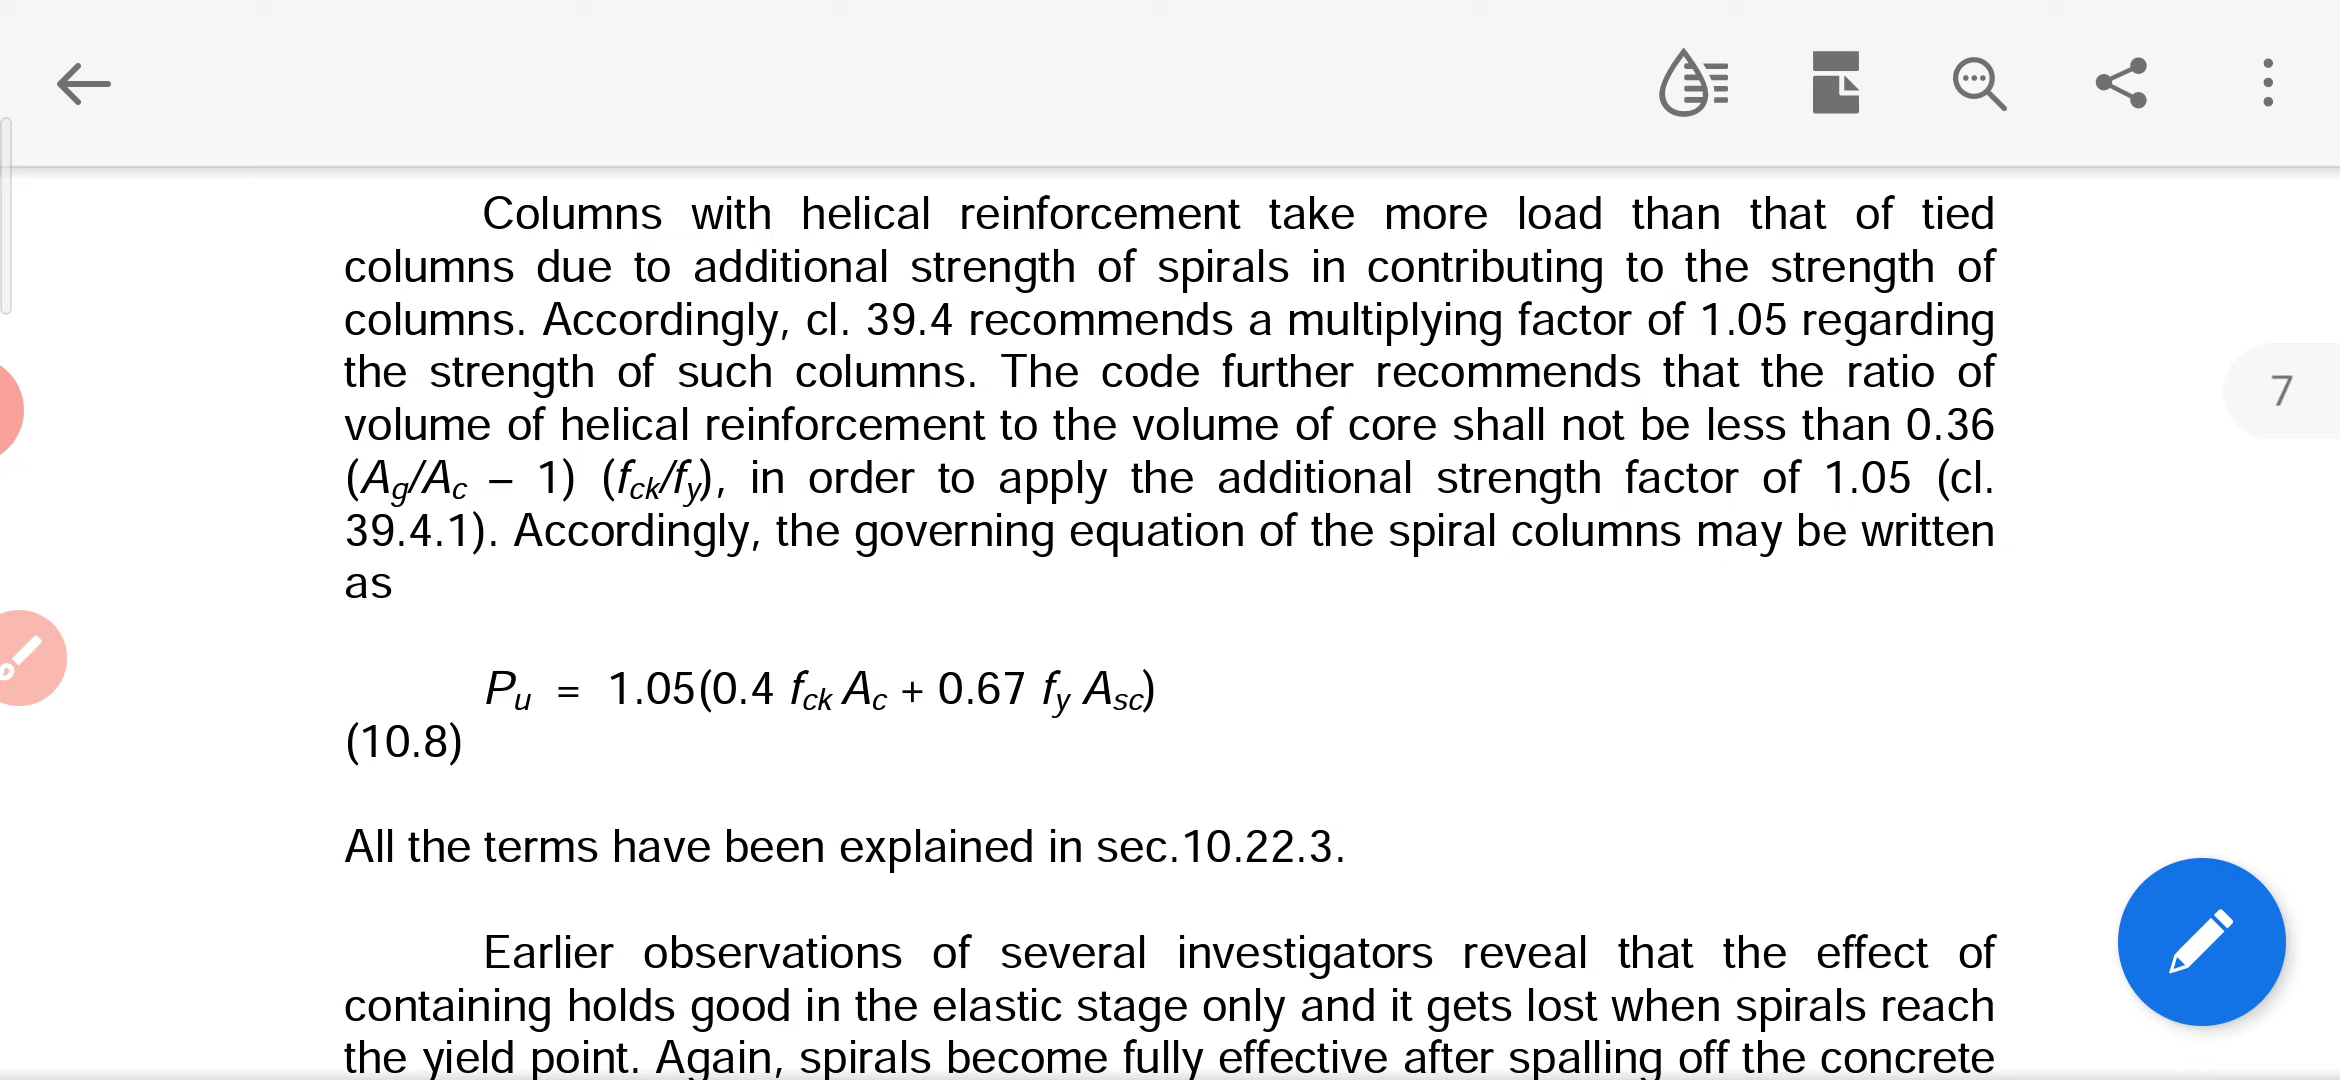 Columns with helical reinforcement take more load than that of tied
columns due to additional strength of spirals in contributing to the strength of
columns. Accordingly, cl. 39.4 recommends a multiplying factor of 1.05 regarding
the strength of such columns. The code further recommends that the ratio of
7
volume of helical reinforcement to the volume of core shall not be less than 0.36
(Ag/Ac – 1) (fck/fy), in order to apply the additional strength factor of 1.05 (cl.
39.4.1). Accordingly, the governing equation of the spiral columns may be written
as
Pu = 1.05(0.4 fck Ac + 0.67 fy Asc)
(10.8)
All the terms have been explained in sec.10.22.3.
Earlier observations of several investigators reveal that the effect of
containing holds good in the elastic stage only and it gets lost when spirals reach
the yield point. Again, spirals become fully effective after spalling off the concrete